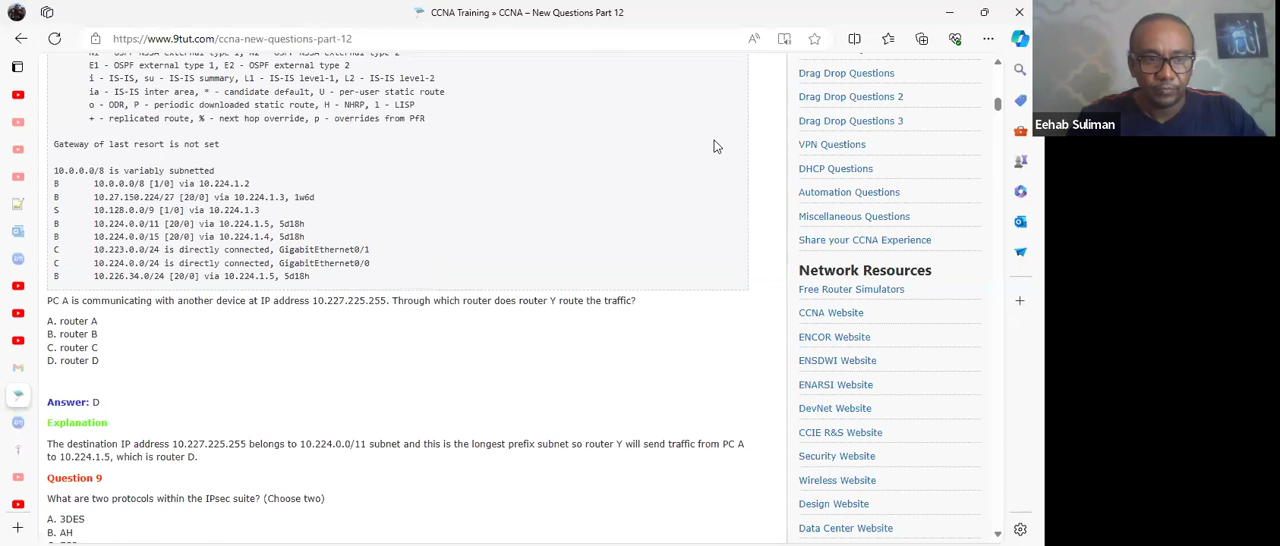 CCNA Training » CCNA – New Questions Part 12
https://www.9tut.com/ccna-new-questions-part-12
E1 - OSPF external type 1, E2 - OSPF external type 2
i - IS-IS, su - IS-IS summary, L1 - IS-IS level-1, L2 - IS-IS level-2
ia - IS-IS inter area, * - candidate default, U - per-user static route
o - ODR, P - periodic downloaded static route, H - NHRP, l - LISP
+ - replicated route, % - next hop override, p - overrides from PfR
Gateway of last resort is not set
10.0.0.0/8 is variably subnetted
B 10.0.0.0/8 [1/0] via 10.224.1.2
B 10.27.150.224/27 [20/0] via 10.224.1.3, 1w6d
S 10.128.0.0/9 [1/0] via 10.224.1.3
B 10.224.0.0/11 [20/0] via 10.224.1.5, 5d18h
B 10.224.0.0/15 [20/0] via 10.224.1.4, 5d18h
C 10.223.0.0/24 is directly connected, GigabitEthernet0/1
C 10.224.0.0/24 is directly connected, GigabitEthernet0/0
B 10.226.34.0/24 [20/0] via 10.224.1.5, 5d18h
PC A is communicating with another device at IP address 10.227.225.255. Through which router does router Y route the traffic?
A. router A
B. router B
C. router C
D. router D
Answer: D
Explanation
The destination IP address 10.227.225.255 belongs to 10.224.0.0/11 subnet and this is the longest prefix subnet so router Y will send traffic from PC A
to 10.224.1.5, which is router D.
Question 9
What are two protocols within the IPsec suite? (Choose two)
A. 3DES
B. AH
Drag Drop Questions
Drag Drop Questions 2
Drag Drop Questions 3
VPN Questions
DHCP Questions
Automation Questions
Miscellaneous Questions
Share your CCNA Experience
Network Resources
Free Router Simulators
CCNA Website
ENCOR Website
ENSDWI Website
ENARSI Website
DevNet Website
CCIE R&S Website
Security Website
Wireless Website
Design Website
Data Center Website
Eehab Suliman